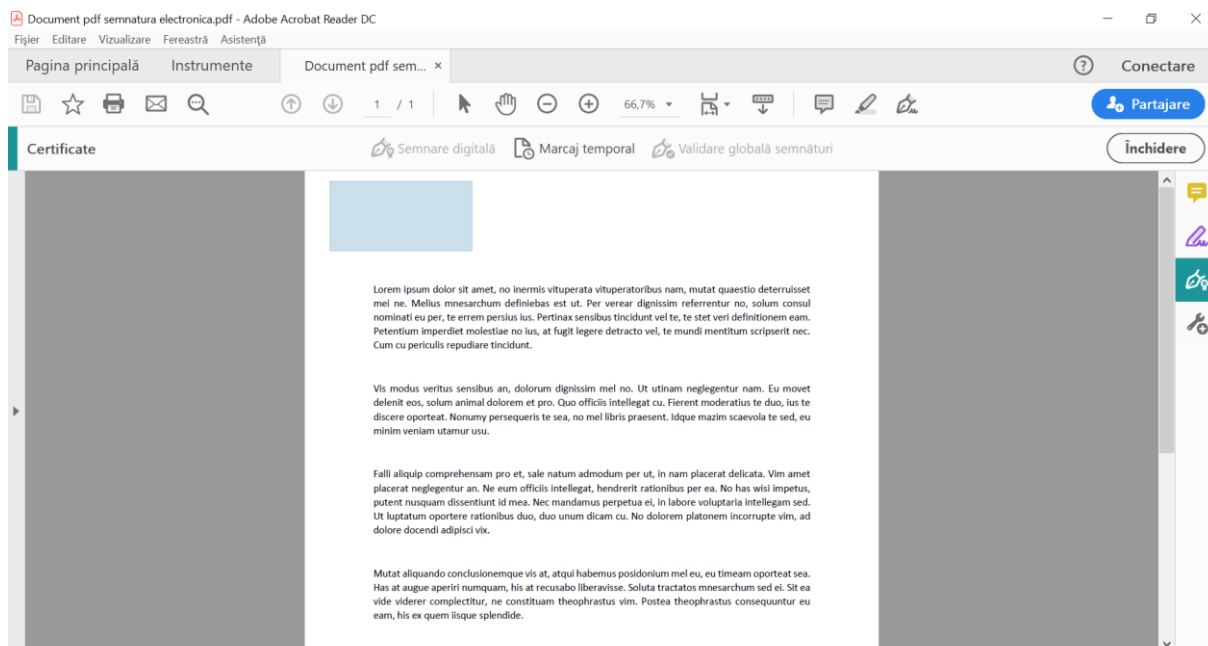 Document pdf semnatura electronica.pdf - Adobe Acrobat Reader DC
Fișier Editare Vizualizare Fereastră Asistență
Pagina principală Instrumente Document pdf sem... × ? Conectare
1 / 1 66,7% Partajare
Certificate Semnare digitală Marcaj temporal Validare globală semnături Închidere
Lorem ipsum dolor sit amet, no inermis vituperata vituperatoribus nam, mutat quaestio deterruisset
mei ne. Melius mnesarchum definiebas est ut. Per verear dignissim referrentur no, solum consul
nominati eu per, te errem persius ius. Pertinax sensibus tincidunt vel te, te stet veri definitionem eam.
Petentium imperdiet molestiae no ius, at fugit legere detracto vel, te mundi mentitum scripserit nec.
Cum cu periculis repudiare tincidunt.
Vis modus veritus sensibus an, dolorum dignissim mel no. Ut utinam neglegentur nam. Eu movet
delenit eos, solum animal dolorem et pro. Quo officiis intellegat cu. Fierent moderatius te duo, ius te
discere oporteat. Nonumy persequeris te sea, no mel libris praesent. Idque mazim scaevola te sed, eu
minim veniam utamur usu.
Falli aliquip comprehensam pro et, sale natum admodum per ut, in nam placerat delicata. Vim amet
placerat neglegentur an. Ne eum officiis intellegat, hendrerit rationibus per ea. No has wisi impetus,
putent nusquam dissentiunt id mea. Nec mandamus perpetua ei, in labore voluptaria intellegam sed.
Ut luptatum oportere rationibus duo, duo unum dicam cu. No dolorem platonem incorrupte vim, ad
dolore docendi adipisci vix.
Mutat aliquando conclusionemque vis at, atqui habemus posidonium mel eu, eu timeam oporteat sea.
Has at augue aperiri numquam, his at recusabo liberavisse. Soluta tractatos mnesarchum sed ei. Sit ea
vide viderer complectitur, ne constituam theophrastus vim. Postea theophrastus consequuntur eu
eam, his ex quem iisque splendide.